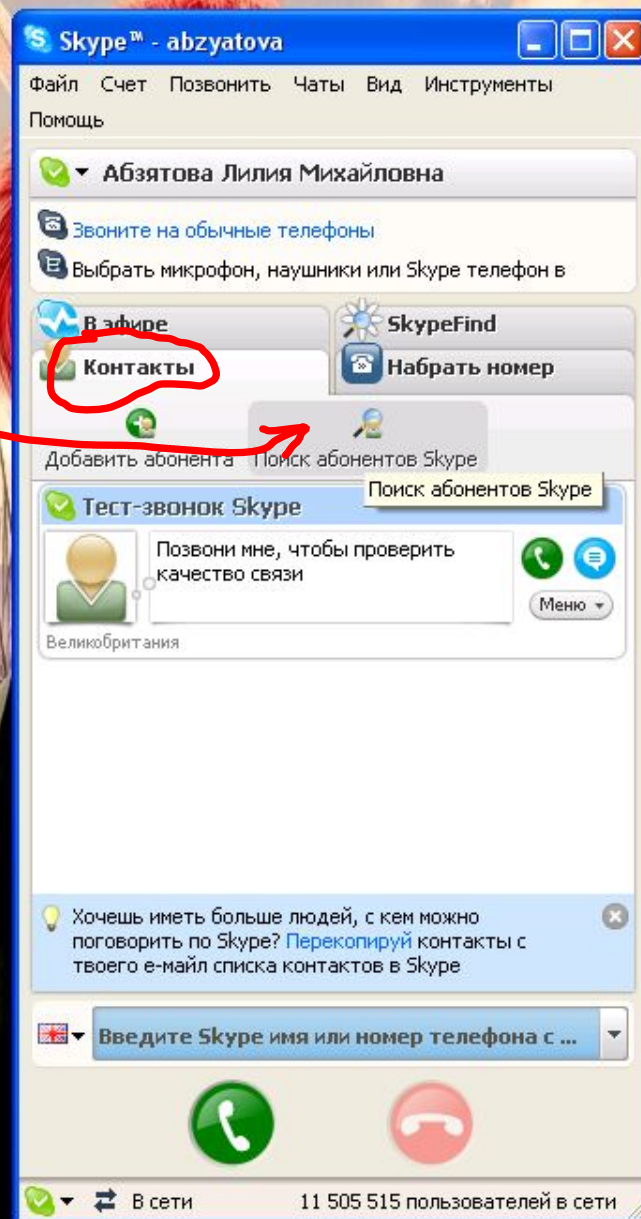 Skype™ - abzyatova
Файл Счет Позвонить Чаты Вид Инструменты
Помощь
Абзятова Лилия Михайловна
Звоните на обычные телефоны
Выбрать микрофон, наушники или Skype телефон в
В эфире
SkypeFind
Контакты
Набрать номер
Добавить абонента Поиск абонентов Skype
Поиск абонентов Skype
Тест-звонок Skype
Позвони мне, чтобы проверить
качество связи
Меню
Великобритания
Хочешь иметь больше людей, с кем можно
поговорить по Skype? Перекопируй контакты с
твоего е-майл списка контактов в Skype
Введите Skype имя или номер телефона с ...
В сети 11 505 515 пользователей в сети